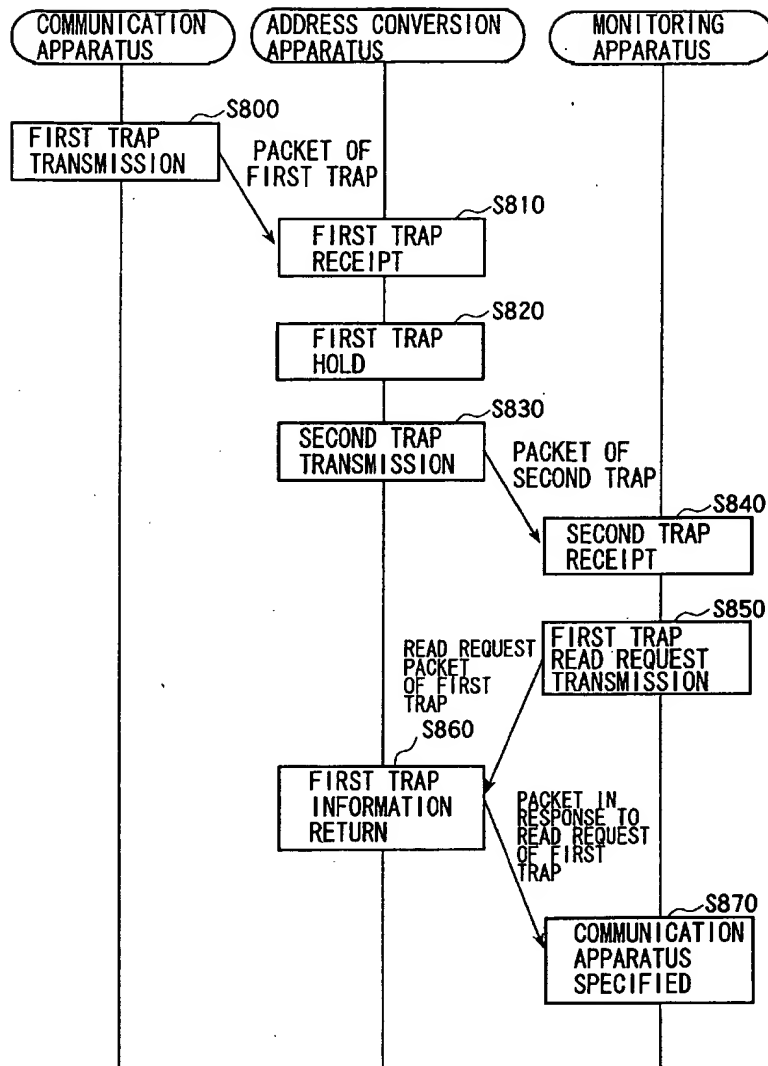 COMMUNICATION
APPARATUS
ADDRESS CONVERSION
APPARATUS
MONITORING
APPARATUS
S800
FIRST TRAP
TRANSMISSION
PACKET OF
FIRST TRAP
S810
FIRST TRAP
RECEIPT
S820
FIRST TRAP
HOLD
S830
SECOND TRAP
TRANSMISSION
PACKET OF
SECOND TRAP
S840
SECOND TRAP
RECEIPT
S850
FIRST TRAP
READ REQUEST
TRANSMISSION
READ REQUEST
PACKET
OF FIRST
TRAP
S860
FIRST TRAP
INFORMATION
RETURN
PACKET IN
RESPONSE TO
READ REQUEST
OF FIRST
TRAP
S870
COMMUNICATION
APPARATUS
SPECIFIED